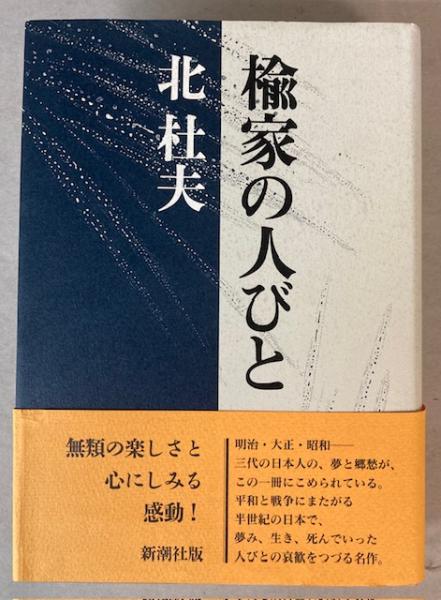 楡家の人びと
北 杜夫
明治・大正・昭和──
三代の日本人の、夢と郷愁が、
この一冊にこめられている。
平和と戦争にまたがる
半世紀の日本で、
夢み、生き、死んでいった
人びとの哀歓をつづる名作。
無類の楽しさと
心にしみる
感動！
新潮社版